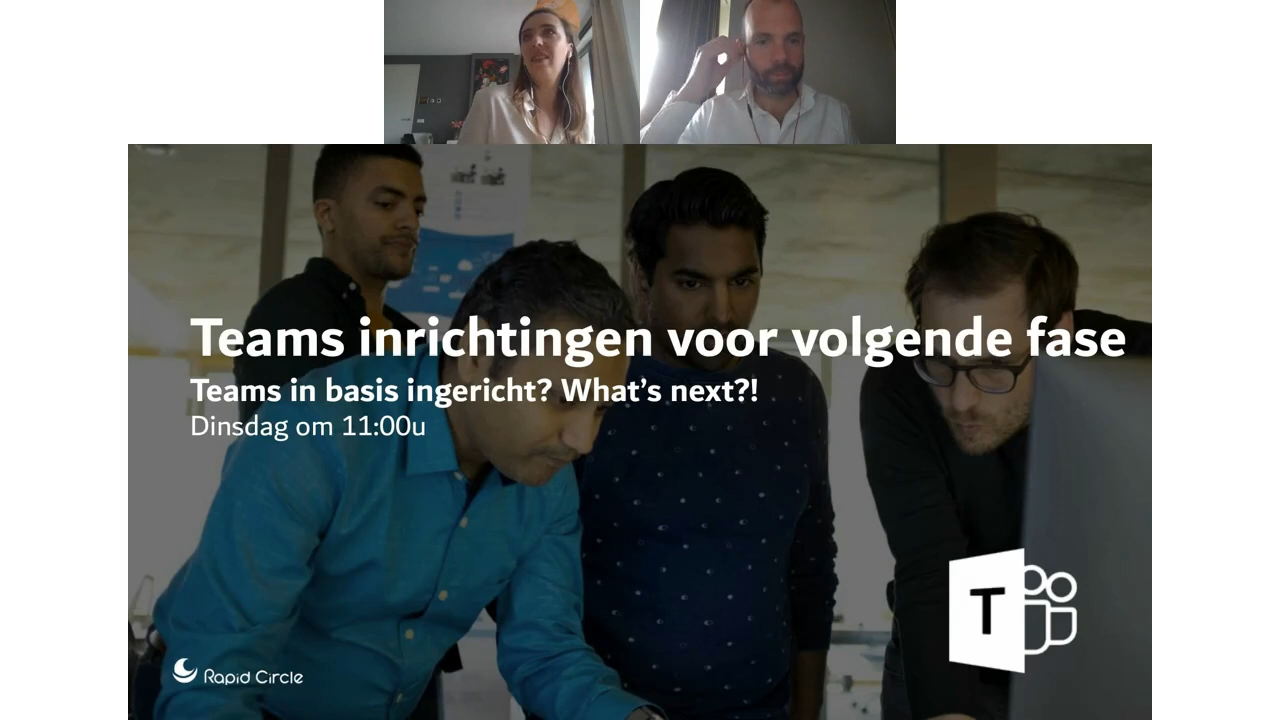 Teams inrichtingen voor volgende fase
Teams in basis ingericht? What's next?!
Dinsdag om 11:00u
T
Rapid Circle